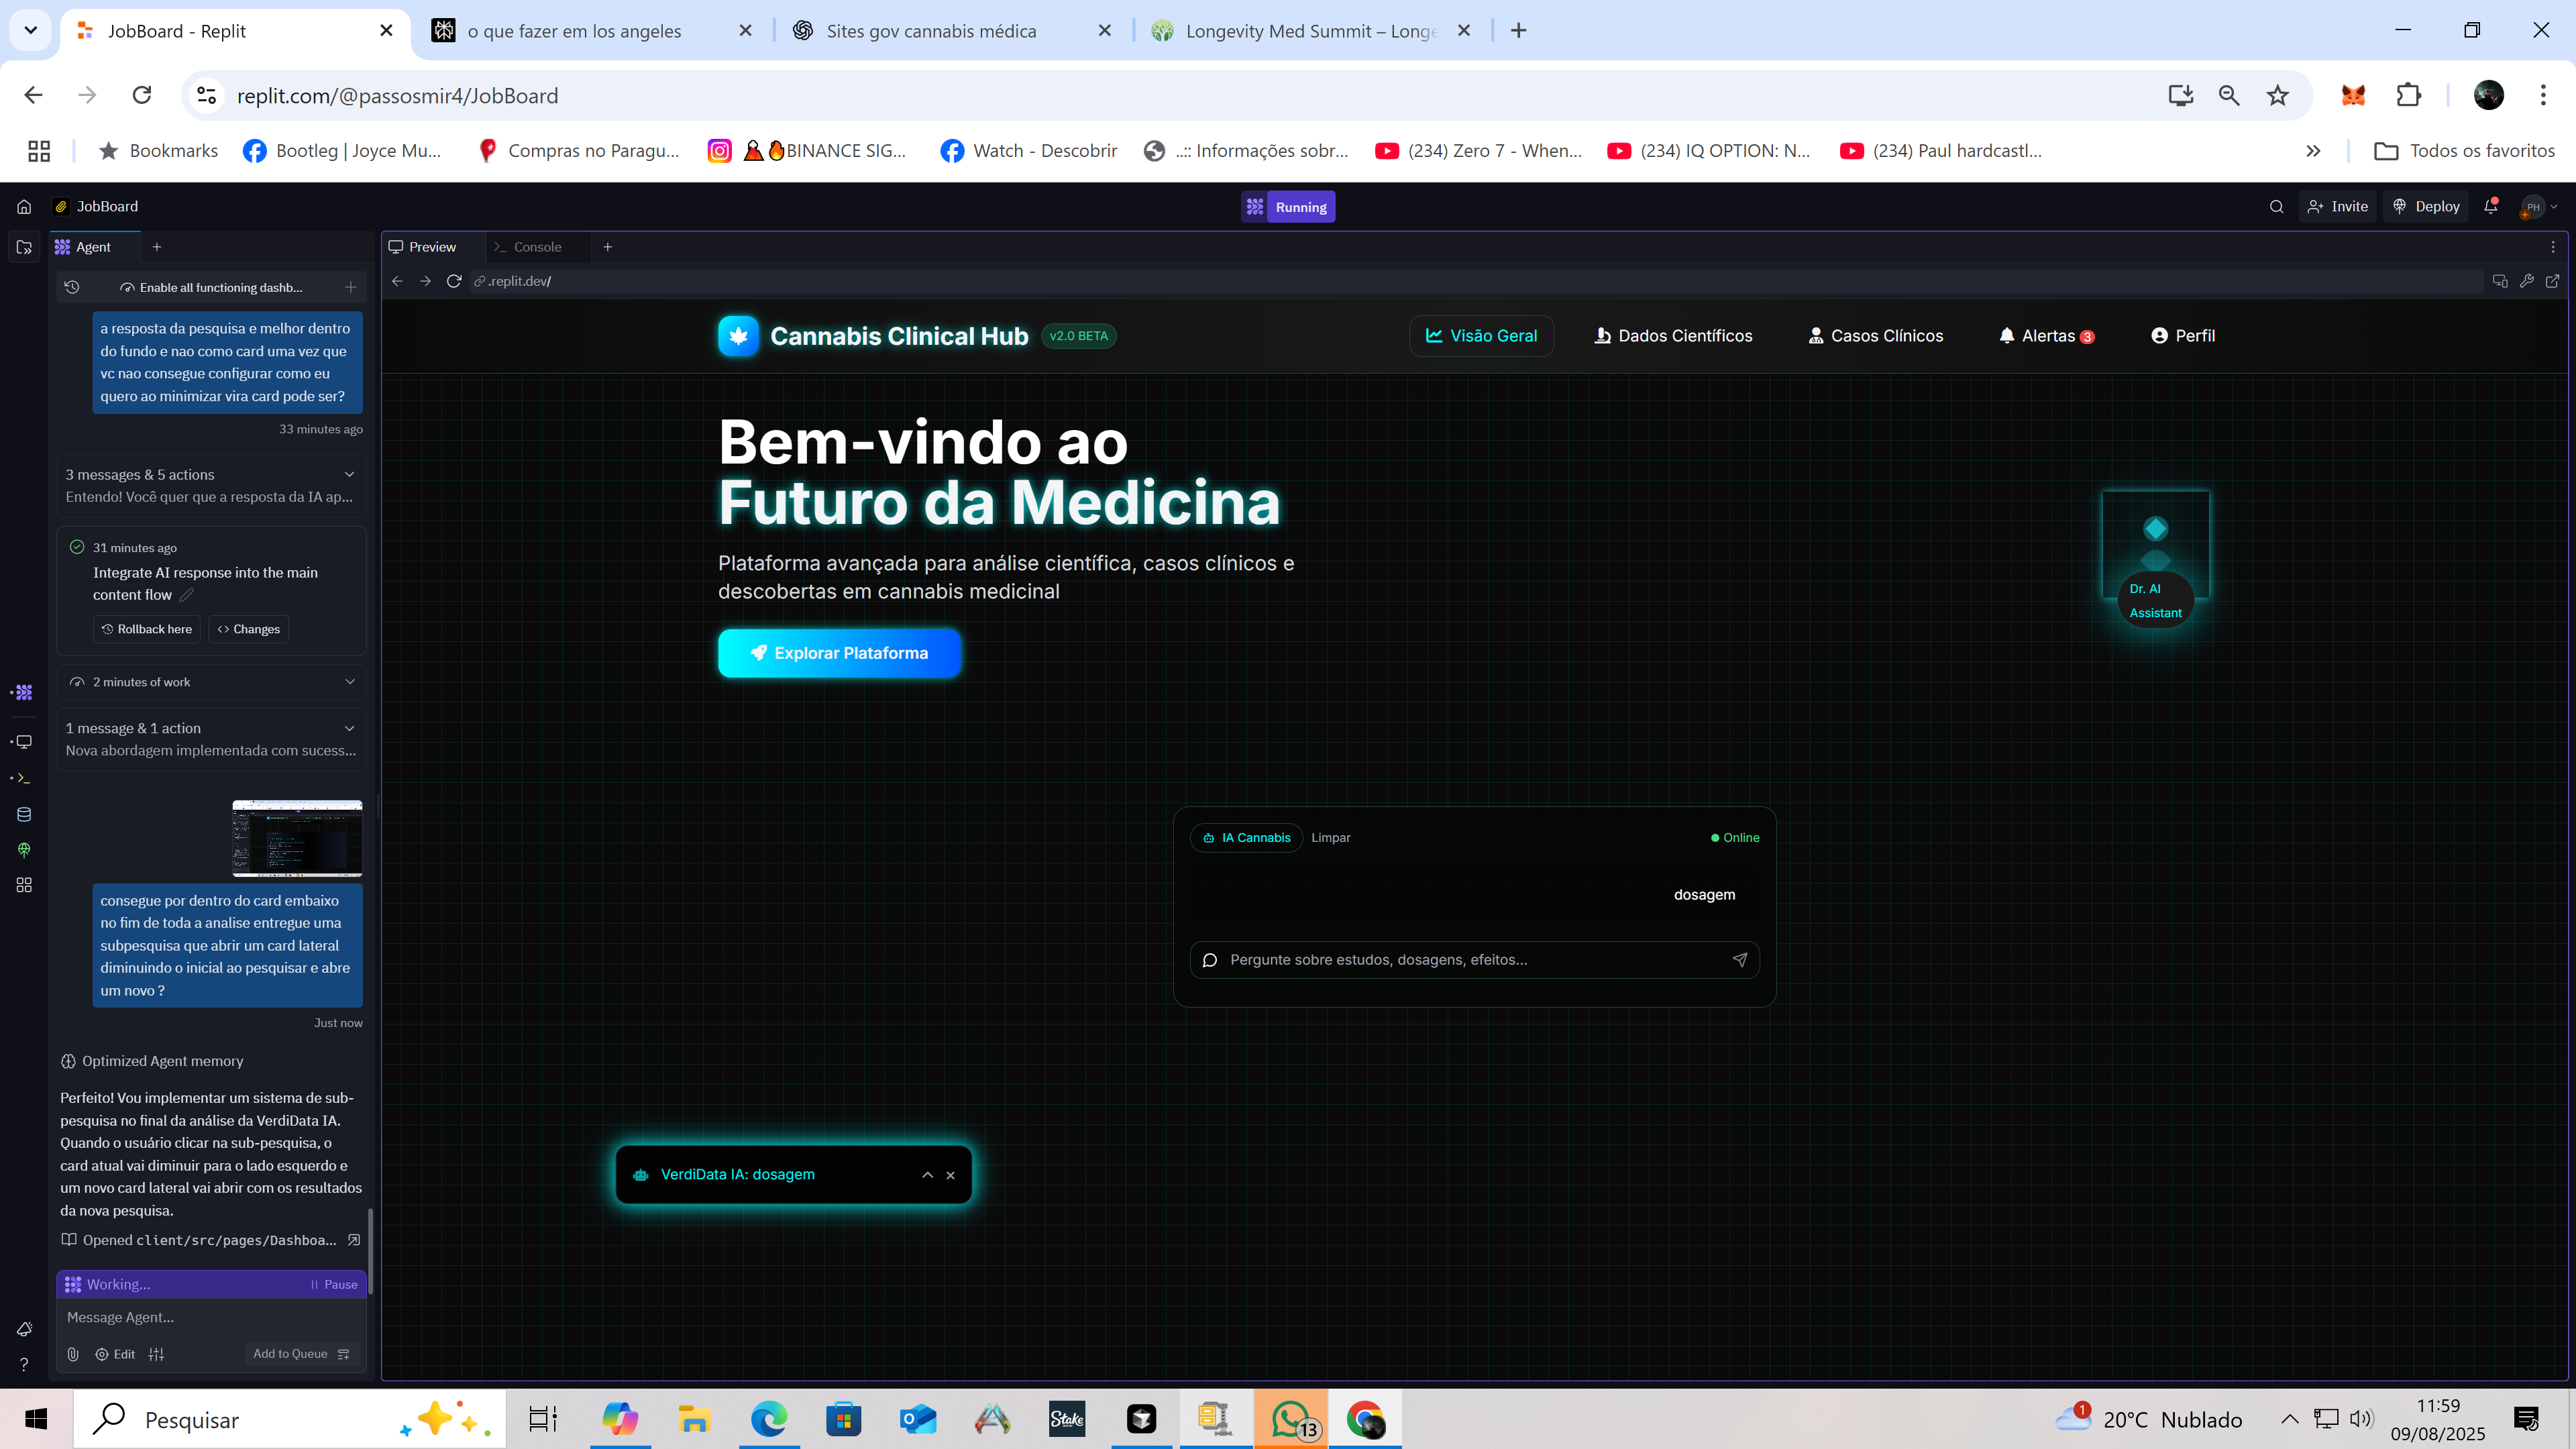 JobBoard - Replit
o que fazer em los angeles
Sites gov cannabis médica
Longevity Med Summit – Longe
replit.com/@passosmir4/JobBoard
Bookmarks
Bootleg | Joyce Mu...
Compras no Paragu...
BINANCE SIG...
Watch - Descobrir
..:: Informações sobr...
(234) Zero 7 - When...
(234) IQ OPTION: N...
(234) Paul hardcastl...
Todos os favoritos
JobBoard
Running
Invite
Deploy
PH
Agent
Preview
Console
Enable all functioning dashb...
.replit.dev/
a resposta da pesquisa e melhor dentro
do fundo e nao como card uma vez que
vc nao consegue configurar como eu
quero ao minimizar vira card pode ser?
33 minutes ago
3 messages & 5 actions
Entendo! Você quer que a resposta da IA ap...
31 minutes ago
Integrate AI response into the main
content flow
Rollback here
Changes
2 minutes of work
1 message & 1 action
Nova abordagem implementada com sucess...
consegue por dentro do card embaixo
no fim de toda a analise entregue uma
subpesquisa que abrir um card lateral
diminuindo o inicial ao pesquisar e abre
um novo ?
Just now
Optimized Agent memory
Perfeito! Vou implementar um sistema de sub-
pesquisa no final da análise da VerdiData IA.
Quando o usuário clicar na sub-pesquisa, o
card atual vai diminuir para o lado esquerdo e
um novo card lateral vai abrir com os resultados
da nova pesquisa.
Opened client/src/pages/Dashboa...
Working...
Pause
Message Agent...
Edit
Add to Queue
Cannabis Clinical Hub
v2.0 BETA
Visão Geral
Dados Científicos
Casos Clínicos
Alertas 3
Perfil
Bem-vindo ao
Futuro da Medicina
Plataforma avançada para análise científica, casos clínicos e
descobertas em cannabis medicinal
Explorar Plataforma
Dr. AI
Assistant
IA Cannabis
Limpar
Online
dosagem
Pergunte sobre estudos, dosagens, efeitos...
VerdiData IA: dosagem
Pesquisar
Stake
13
1
20°C Nublado
11:59
09/08/2025